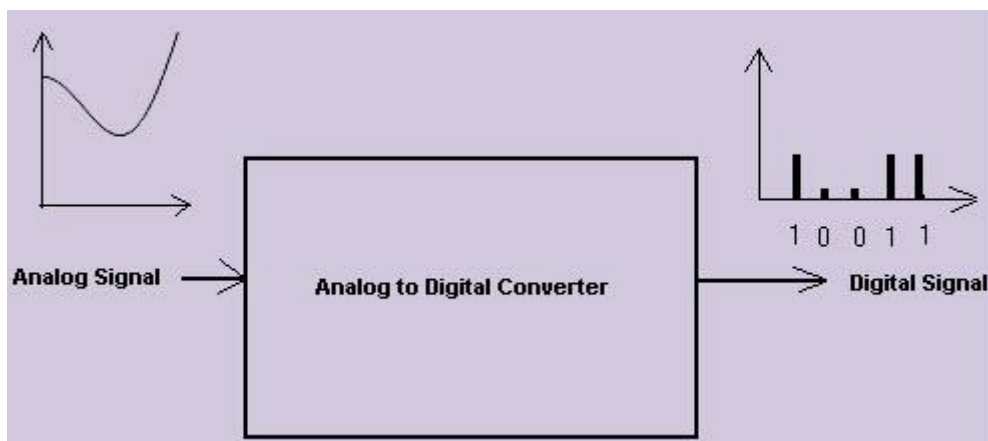 1 0 0 1 1
Analog Signal
Analog to Digital Converter
Digital Signal